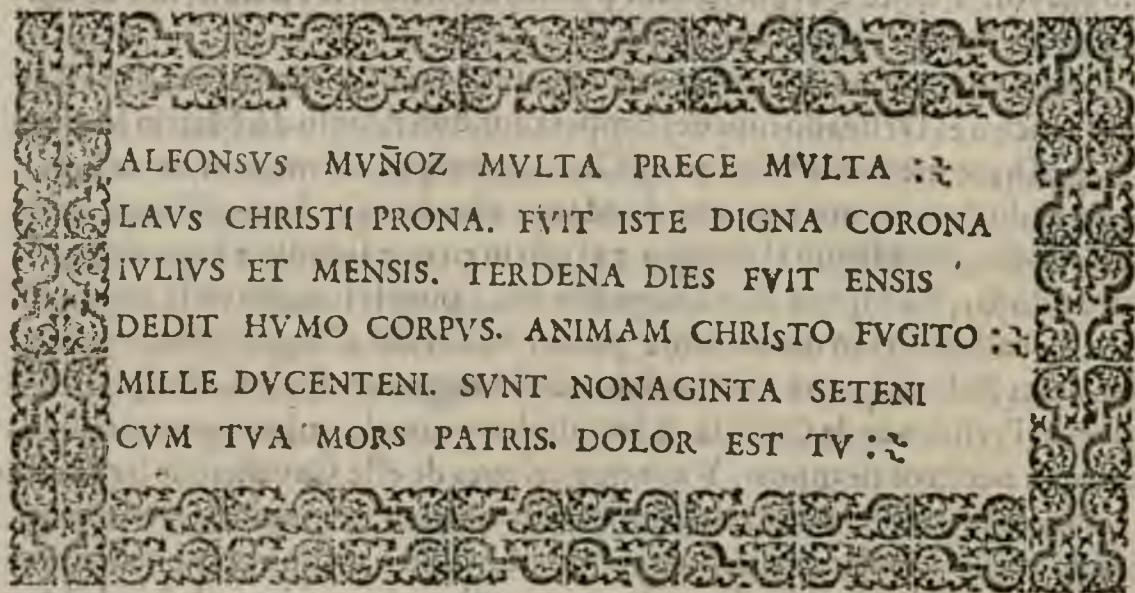 ALFONSVS MVÑOZ MVLTA PRECE MVLTA
LAVS CHRISTI PRONA. FVIT ISTE DIGNA CORONA
IVLIVS ET MENSIS. TERDENA DIES FVIT ENSIS
DEDIT HVMO CORPVS. ANIMAM CHRISTO FVGITO
MILLE DVCENTENI. SVNT NONAGINTA SETENI
CVM TVA MORS PATRIS. DOLOR EST TV